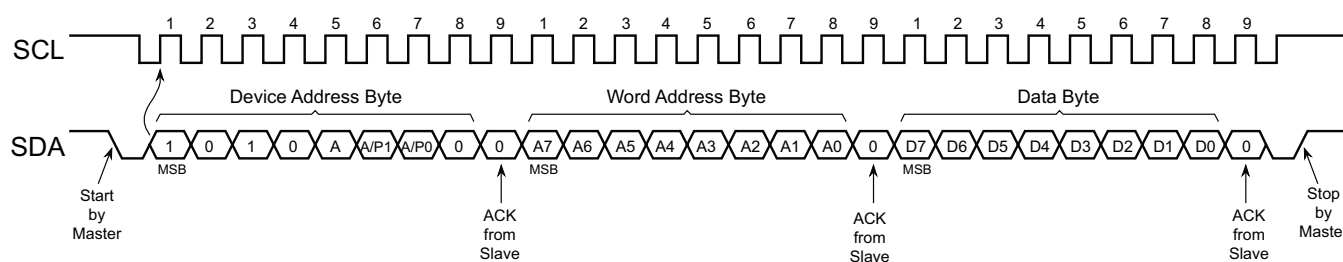 1 2 3 4 5 6 7 8 9 1 2 3 4 5 6 7 8 9 1 2 3 4 5 6 7 8 9
SCL
Device Address Byte Word Address Byte Data Byte
SDA 1 0 1 0 A A/P1 A/P0 0 0 A7 A6 A5 A4 A3 A2 A1 A0 0 D7 D6 D5 D4 D3 D2 D1 D0 0
MSB MSB MSB
Start
by
Master
ACK
from
Slave
ACK
from
Slave
ACK
from
Slave
Stop
by
Maste